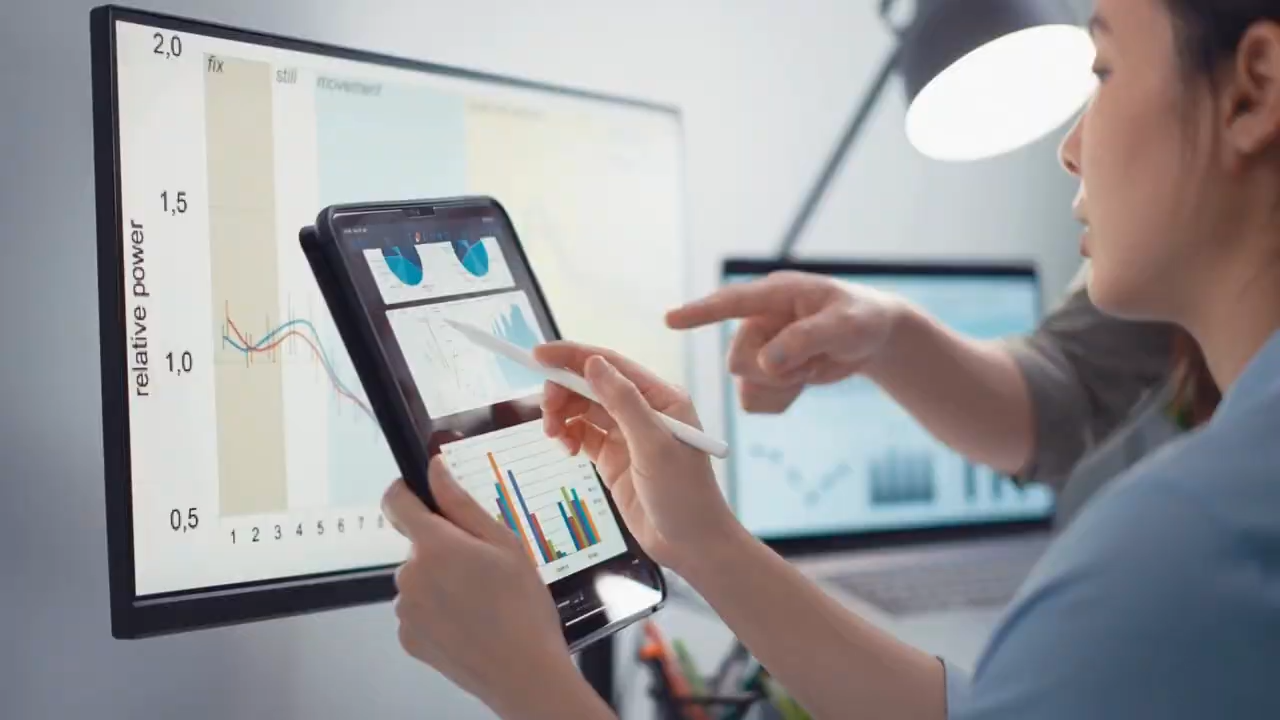 2,0
fix
still
movement
1,5
relative power
1,0
0,5
1 2 3 4 5 6 7 8